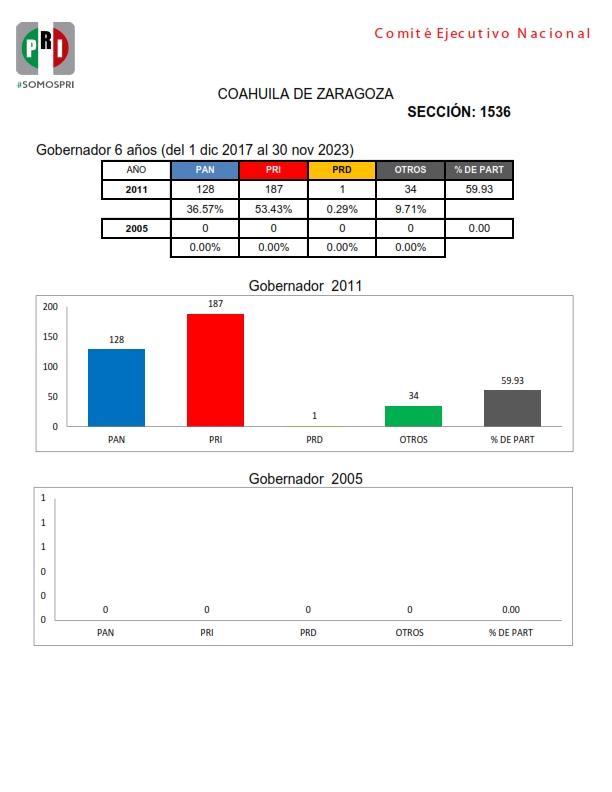 Comité Ejecutivo Nacional
PRI
#SOMOSPRI
COAHUILA DE ZARAGOZA
SECCIÓN: 1536
Gobernador 6 años (del 1 dic 2017 al 30 nov 2023)
AÑO PAN PRI PRD OTROS % DE PART
2011 128 187 1 34 59.93
36.57% 53.43% 0.29% 9.71%
2005 0 0 0 0 0.00
0.00% 0.00% 0.00% 0.00%
Gobernador 2011
200
150
100
50
0
128 187 1 34 59.93
PAN PRI PRD OTROS % DE PART
Gobernador 2005
1
1
1
0
0
0
0 0 0 0 0.00
PAN PRI PRD OTROS % DE PART